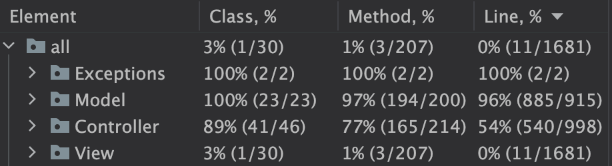 Element Class, % Method, % Line, %
all 3% (1/30) 1% (3/207) 0% (11/1681)
Exceptions 100% (2/2) 100% (2/2) 100% (2/2)
Model 100% (23/23) 97% (194/200) 96% (885/915)
Controller 89% (41/46) 77% (165/214) 54% (540/998)
View 3% (1/30) 1% (3/207) 0% (11/1681)